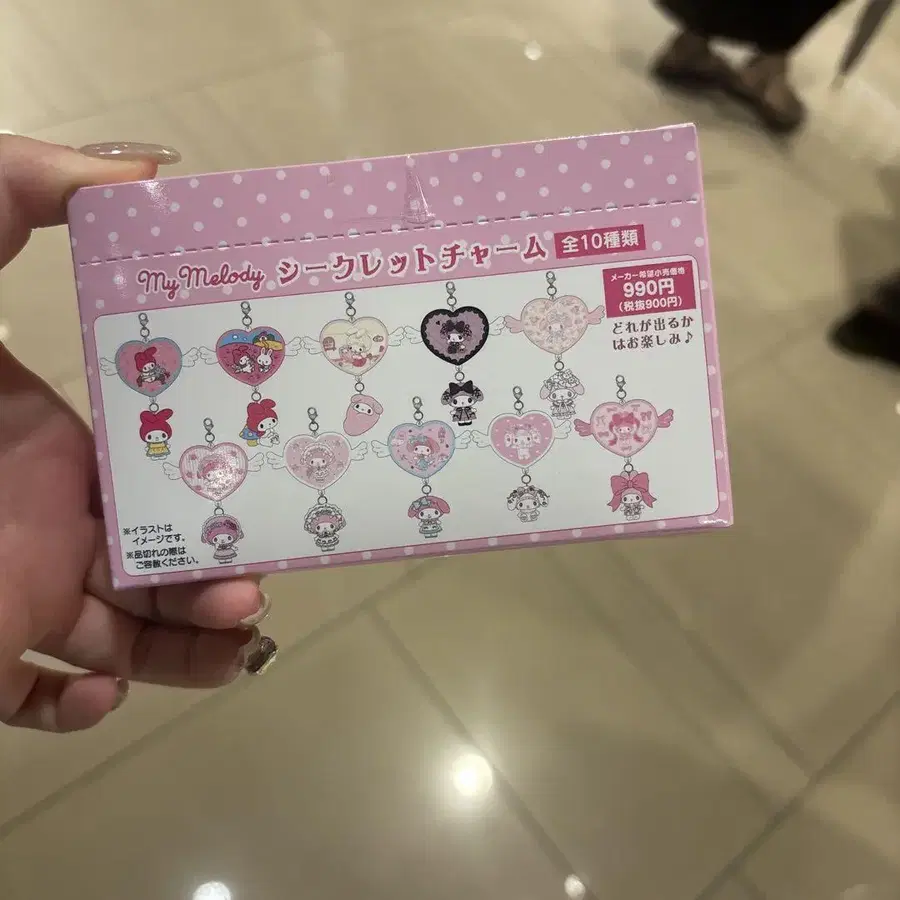 My Melody シークレットチャーム 全10種類
メーカー希望小売価格
990円
(税抜900円)
どれが出るか
はお楽しみ♪
※イラストは
イメージです。
※品切れの際は
ご容赦ください。